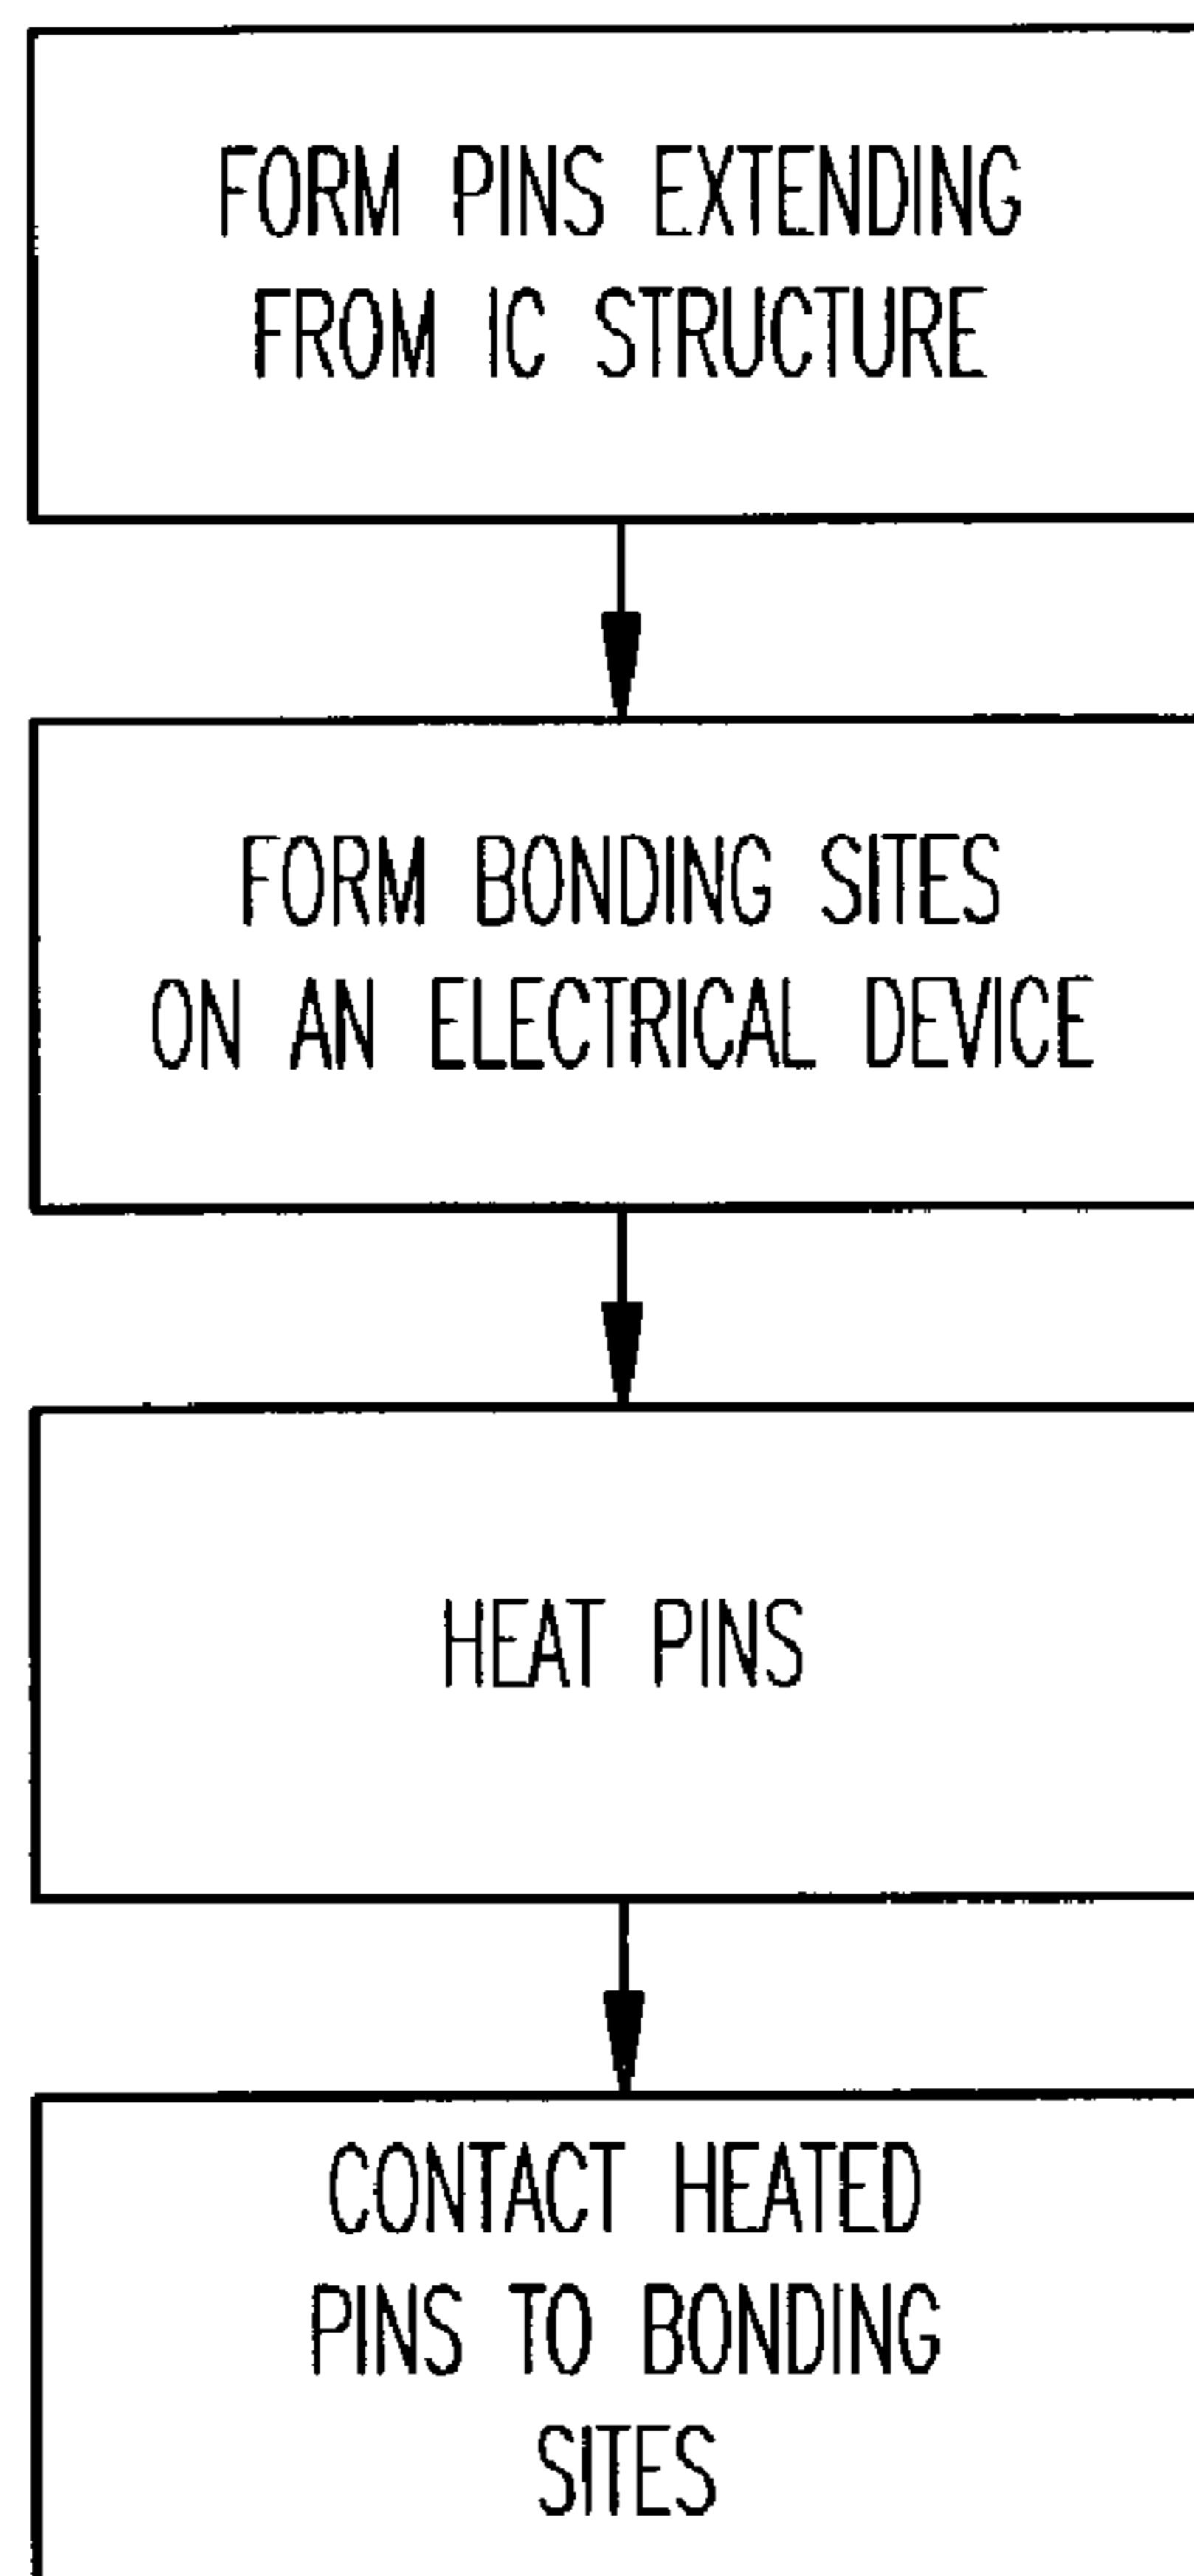 FORM PINS EXTENDING
FROM IC STRUCTURE
FORM BONDING SITES
ON AN ELECTRICAL DEVICE
HEAT PINS
CONTACT HEATED
PINS TO BONDING
SITES